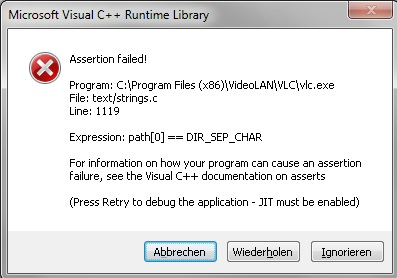 Microsoft Visual C++ Runtime Library
Assertion failed!
Program: C:\Program Files (x86)\VideoLAN\VLC\vlc.exe
File: text/strings.c
Line: 1119
Expression: path[0] == DIR_SEP_CHAR
For information on how your program can cause an assertion
failure, see the Visual C++ documentation on asserts
(Press Retry to debug the application - JIT must be enabled)
Abbrechen Wiederholen Ignorieren